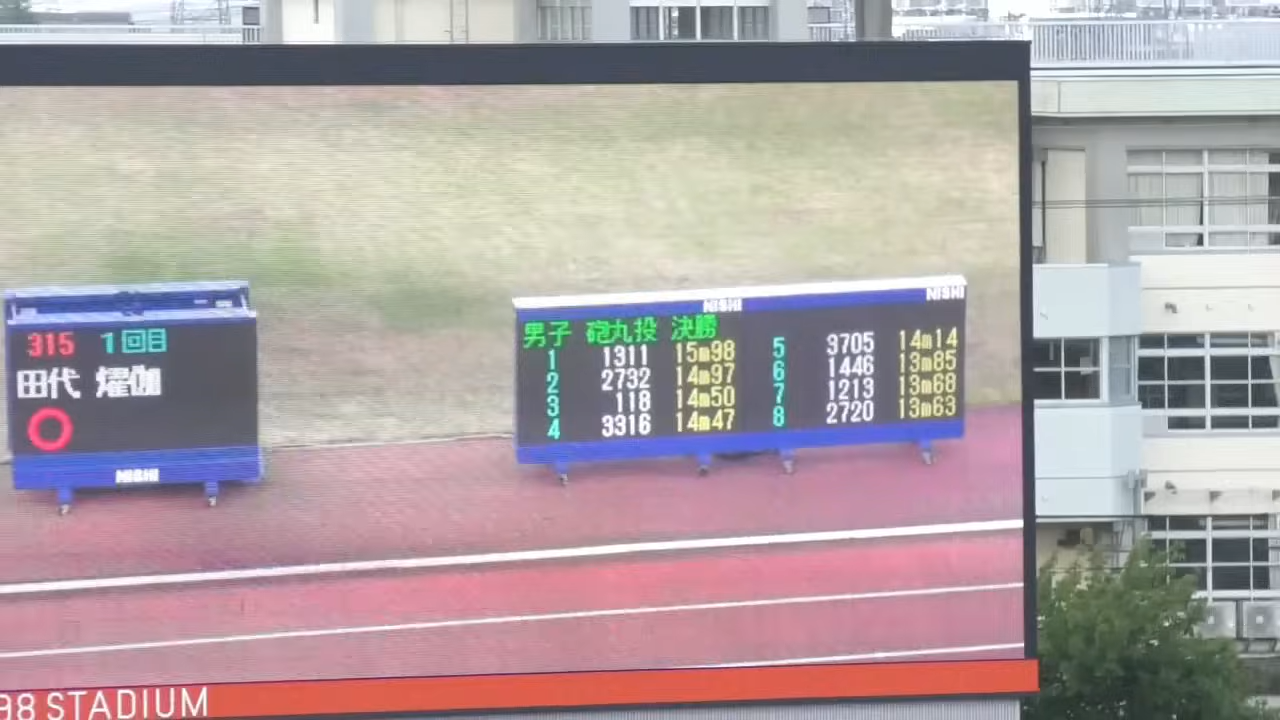 315 1回目
田代 燿伽
NISHI
NISHI NISHI
男子 砲丸投 決勝
1 1311 15m98 5 3705 14m14
2 2732 14m97 6 1446 13m85
3 118 14m50 7 1213 13m68
4 3316 14m47 8 2720 13m63
98 STADIUM